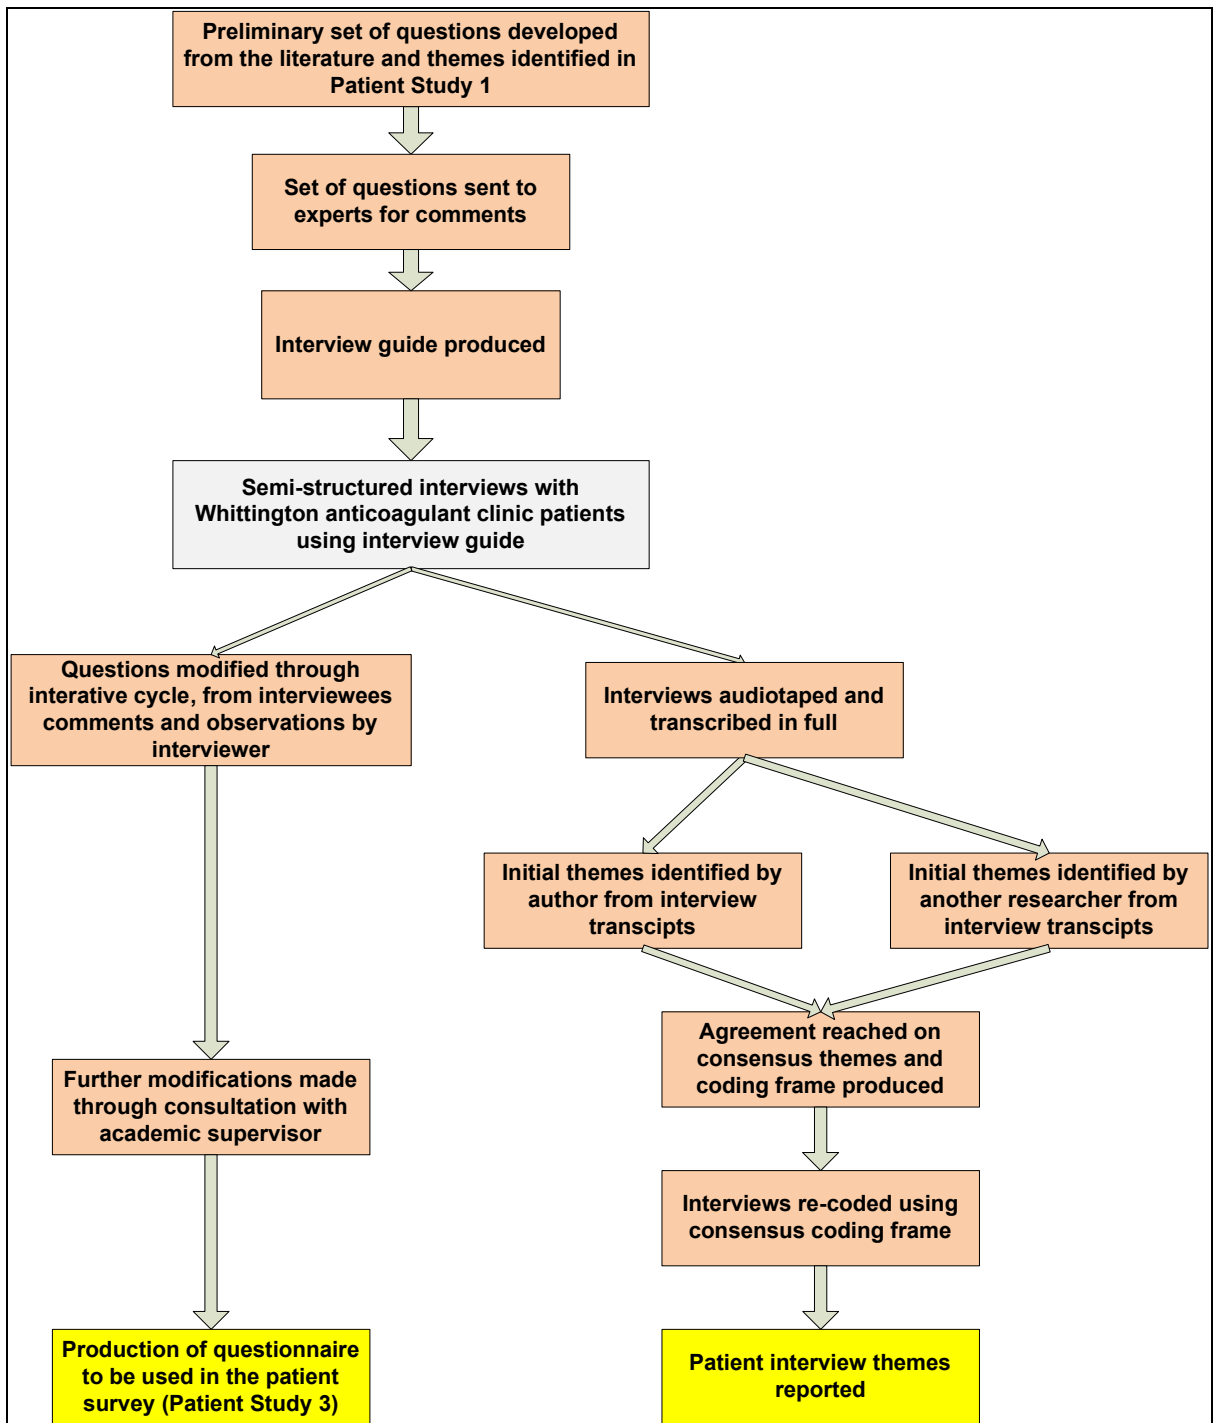 Preliminary set of questions developed
from the literature and themes identified in
Patient Study 1
Set of questions sent to
experts for comments
Interview guide produced
Semi-structured interviews with
Whittington anticoagulant clinic patients
using interview guide
Questions modified through
interative cycle, from interviewees
comments and observations by
interviewer
Interviews audiotaped and
transcribed in full
Initial themes identified by
author from interview
transcipts
Initial themes identified by
another researcher from
interview transcipts
Agreement reached on
consensus themes and
coding frame produced
Further modifications made
through consultation with
academic supervisor
Interviews re-coded using
consensus coding frame
Production of questionnaire
to be used in the patient
survey (Patient Study 3)
Patient interview themes
reported